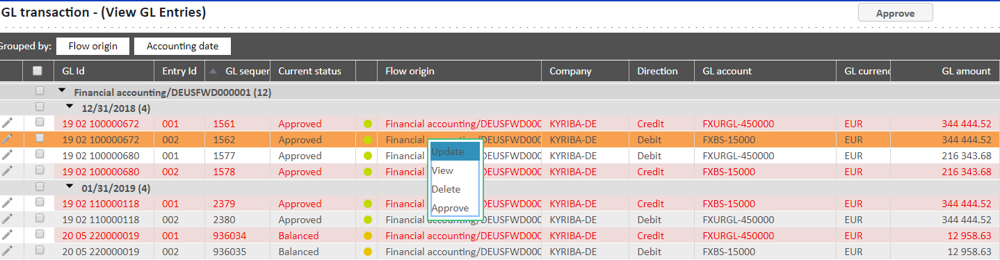 GL transaction - (View GL Entries)
Approve
Grouped by: Flow origin Accounting date
GL Id Entry Id GL sequer Current status Flow origin Company Direction GL account GL currenc GL amount
Financial accounting/DEUSFWD000001 (12)
12/31/2018 (4)
19 02 100000672 001 1561 Approved Financial accounting/DEUSFWD000 KYRIBA-DE Credit FXURGL-450000 EUR 344 444.52
19 02 100000672 002 1562 Approved Financial accounting/DEUSFWD000 KYRIBA-DE Debit FXBS-15000 EUR 344 444.52
19 02 100000680 001 1577 Approved Financial DEUSFWD000 KYRIBA-DE Debit FXURGL-450000 EUR 216 343.68
19 02 100000680 002 1578 Approved Financial DEUSFWD000 KYRIBA-DE Credit FXBS-15000 EUR 216 343.68
Update
View
Delete
Approve
01/31/2019 (4)
19 02 110000118 001 2379 Approved Financial DEUSFWD000 KYRIBA-DE Credit FXBS-15000 EUR 344 444.52
19 02 110000118 002 2380 Approved Financial accounting/DEUSFWD000 KYRIBA-DE Debit FXURGL-450000 EUR 344 444.52
20 05 220000019 001 936034 Balanced Financial accounting/DEUSFWD000 KYRIBA-DE Credit FXURGL-450000 EUR 12 958.63
20 05 220000019 002 936035 Balanced Financial accounting/DEUSFWD000 KYRIBA-DE Debit FXBS-15000 EUR 12 958.63